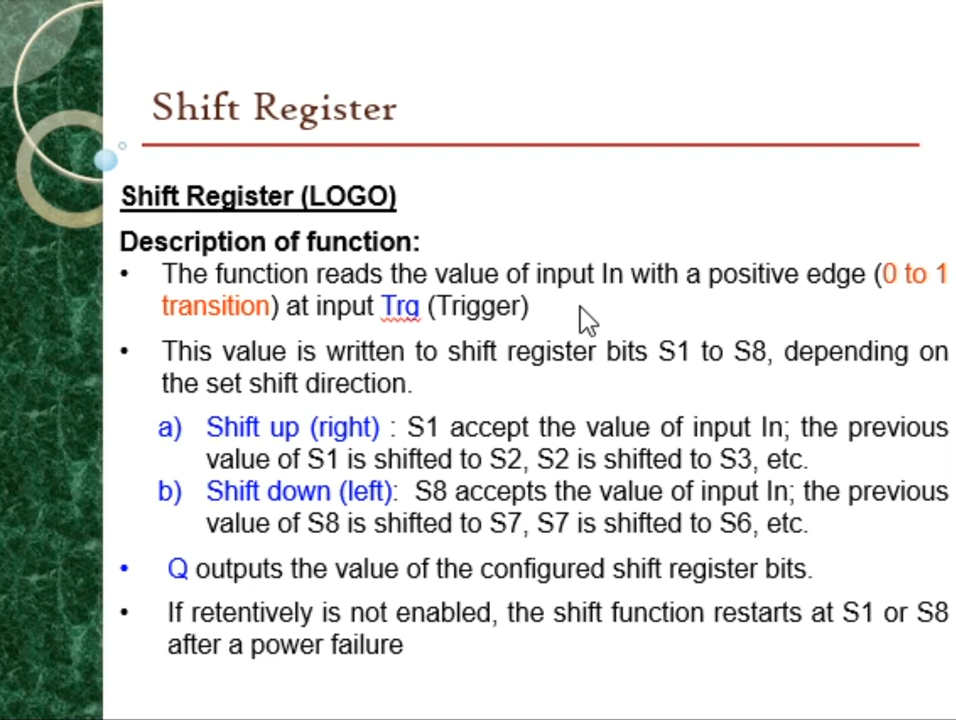 Shift Register
Shift Register (LOGO)
Description of function:
• The function reads the value of input In with a positive edge (0 to 1
transition) at input Trg (Trigger)
• This value is written to shift register bits S1 to S8, depending on
the set shift direction.
a) Shift up (right) : S1 accept the value of input In; the previous
value of S1 is shifted to S2, S2 is shifted to S3, etc.
b) Shift down (left): S8 accepts the value of input In; the previous
value of S8 is shifted to S7, S7 is shifted to S6, etc.
• Q outputs the value of the configured shift register bits.
• If retentively is not enabled, the shift function restarts at S1 or S8
after a power failure